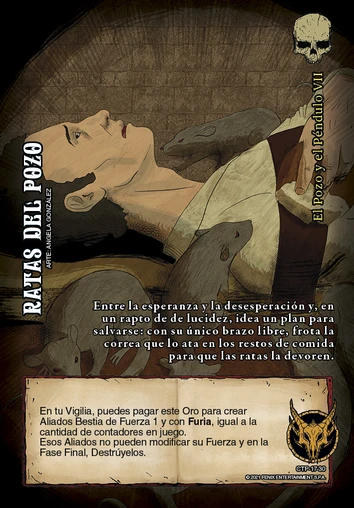 RATAS DEL POZO
ARTE: ANGELA GONZÁLEZ
El Pozo y el Péndulo VII
Entre la esperanza y la desesperación y, en
un rapto de de lucidez, idea un plan para
salvarse: con su único brazo libre, frota la
correa que lo ata en los restos de comida
para que las ratas la devoren.
En tu Vigilia, puedes pagar este Oro para crear
Aliados Bestia de Fuerza 1 y con Furia, igual a la
cantidad de contadores en juego.
Esos Aliados no pueden modificar su Fuerza y en la
Fase Final, Destrúyelos.
CTP-17-30
© 2021 FENIX ENTERTAINMENT S.P.A.